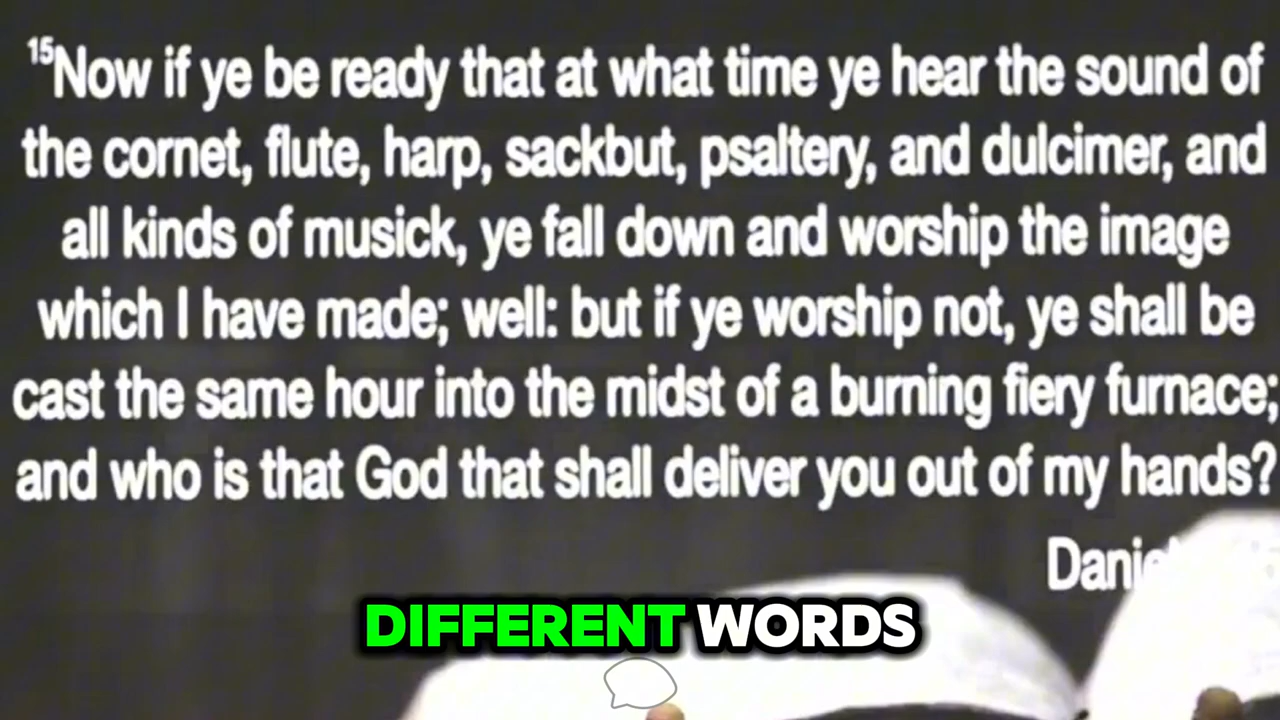 15Now if ye be ready that at what time ye hear the sound of
the cornet, flute, harp, sackbut, psaltery, and dulcimer, and
all kinds of musick, ye fall down and worship the image
which I have made; well: but if ye worship not, ye shall be
cast the same hour into the midst of a burning fiery furnace;
and who is that God that shall deliver you out of my hands?
DIFFERENT WORDS